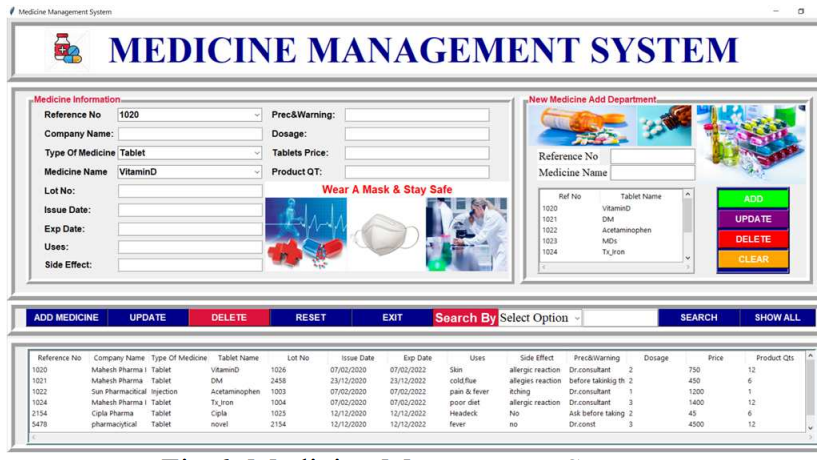 Medicine Management System
MEDICINE MANAGEMENT SYSTEM
Medicine Information
Reference No 1020
Company Name:
Type Of Medicine Tablet
Medicine Name VitaminD
Lot No:
Issue Date:
Exp Date:
Uses:
Side Effect:
Prec&Warning:
Dosage:
Tablets Price:
Product QT:
Wear A Mask & Stay Safe
New Medicine Add Department
Reference No
Medicine Name
Ref No Tablet Name
1020 VitaminD
1021 DM
1022 Acetaminophen
1023 MDs
1024 Tx_Iron
ADD
UPDATE
DELETE
CLEAR
ADD MEDICINE UPDATE DELETE RESET EXIT Search By Select Option SEARCH SHOW ALL
Reference No Company Name Type Of Medicine Tablet Name Lot No Issue Date Exp Date Uses Side Effect Prec&Warning Dosage Price Product Qts
1020 Mahesh Pharma I Tablet VitaminD 1026 07/02/2020 07/02/2022 Skin allergic reaction Dr.consultant 2 750 12
1021 Mahesh Pharma Tablet DM 2458 23/12/2020 23/12/2022 cold,flue allegies reaction before takinkig th 2 450 6
1022 Sun Pharmacitical Injection Acetaminophen 1003 07/02/2020 07/02/2022 pain & fever itching Dr.consultant 1 1200 1
1024 Mahesh Pharma I Tablet Tx_Iron 1004 07/02/2020 07/02/2022 poor diet allergic reaction Dr.consultant 3 1400 12
2154 Cipla Pharma Tablet Cipla 1025 12/12/2020 12/12/2022 Headeck No Ask before taking 2 45 6
5478 pharmaciytical Tablet novel 2154 12/12/2020 12/12/2022 fever no Dr.const 3 4500 12